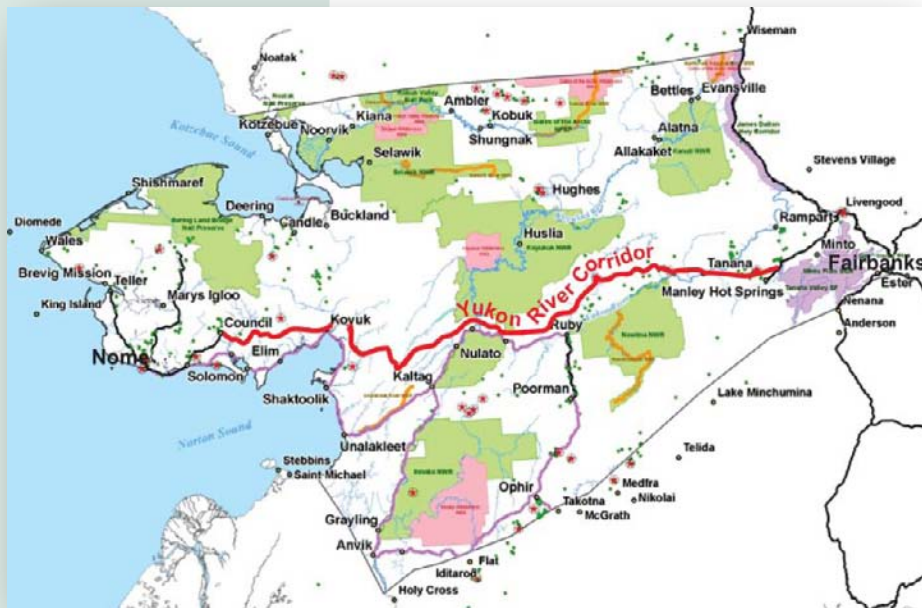 Wiseman
Noatak
Bettles
Evansville
Ambler
Kobuk
Kotzebue Sound
Kotzebue
Kiana
Noorvik
Shungnak
Alatna
Allakaket
Selawik
Stevens Village
Shishmaref
Deering
Hughes
Diomede
Candle
Buckland
Livengood
Rampart
Wales
Huslia
Minto
Brevig Mission
Teller
Tanana
Fairbanks
King Island
Marys Igloo
Manley Hot Springs
Ester
Yukon River Corridor
Council
Koyuk
Ruby
Nenana
Anderson
Nome
Elim
Nulato
Solomon
Kaltag
Shaktoolik
Poorman
Lake Minchumina
Norton Sound
Unalakleet
Telida
Stebbins
Saint Michael
Medfra
Ophir
Nikolai
Takotna
McGrath
Grayling
Anvik
Flat
Iditarod
Holy Cross